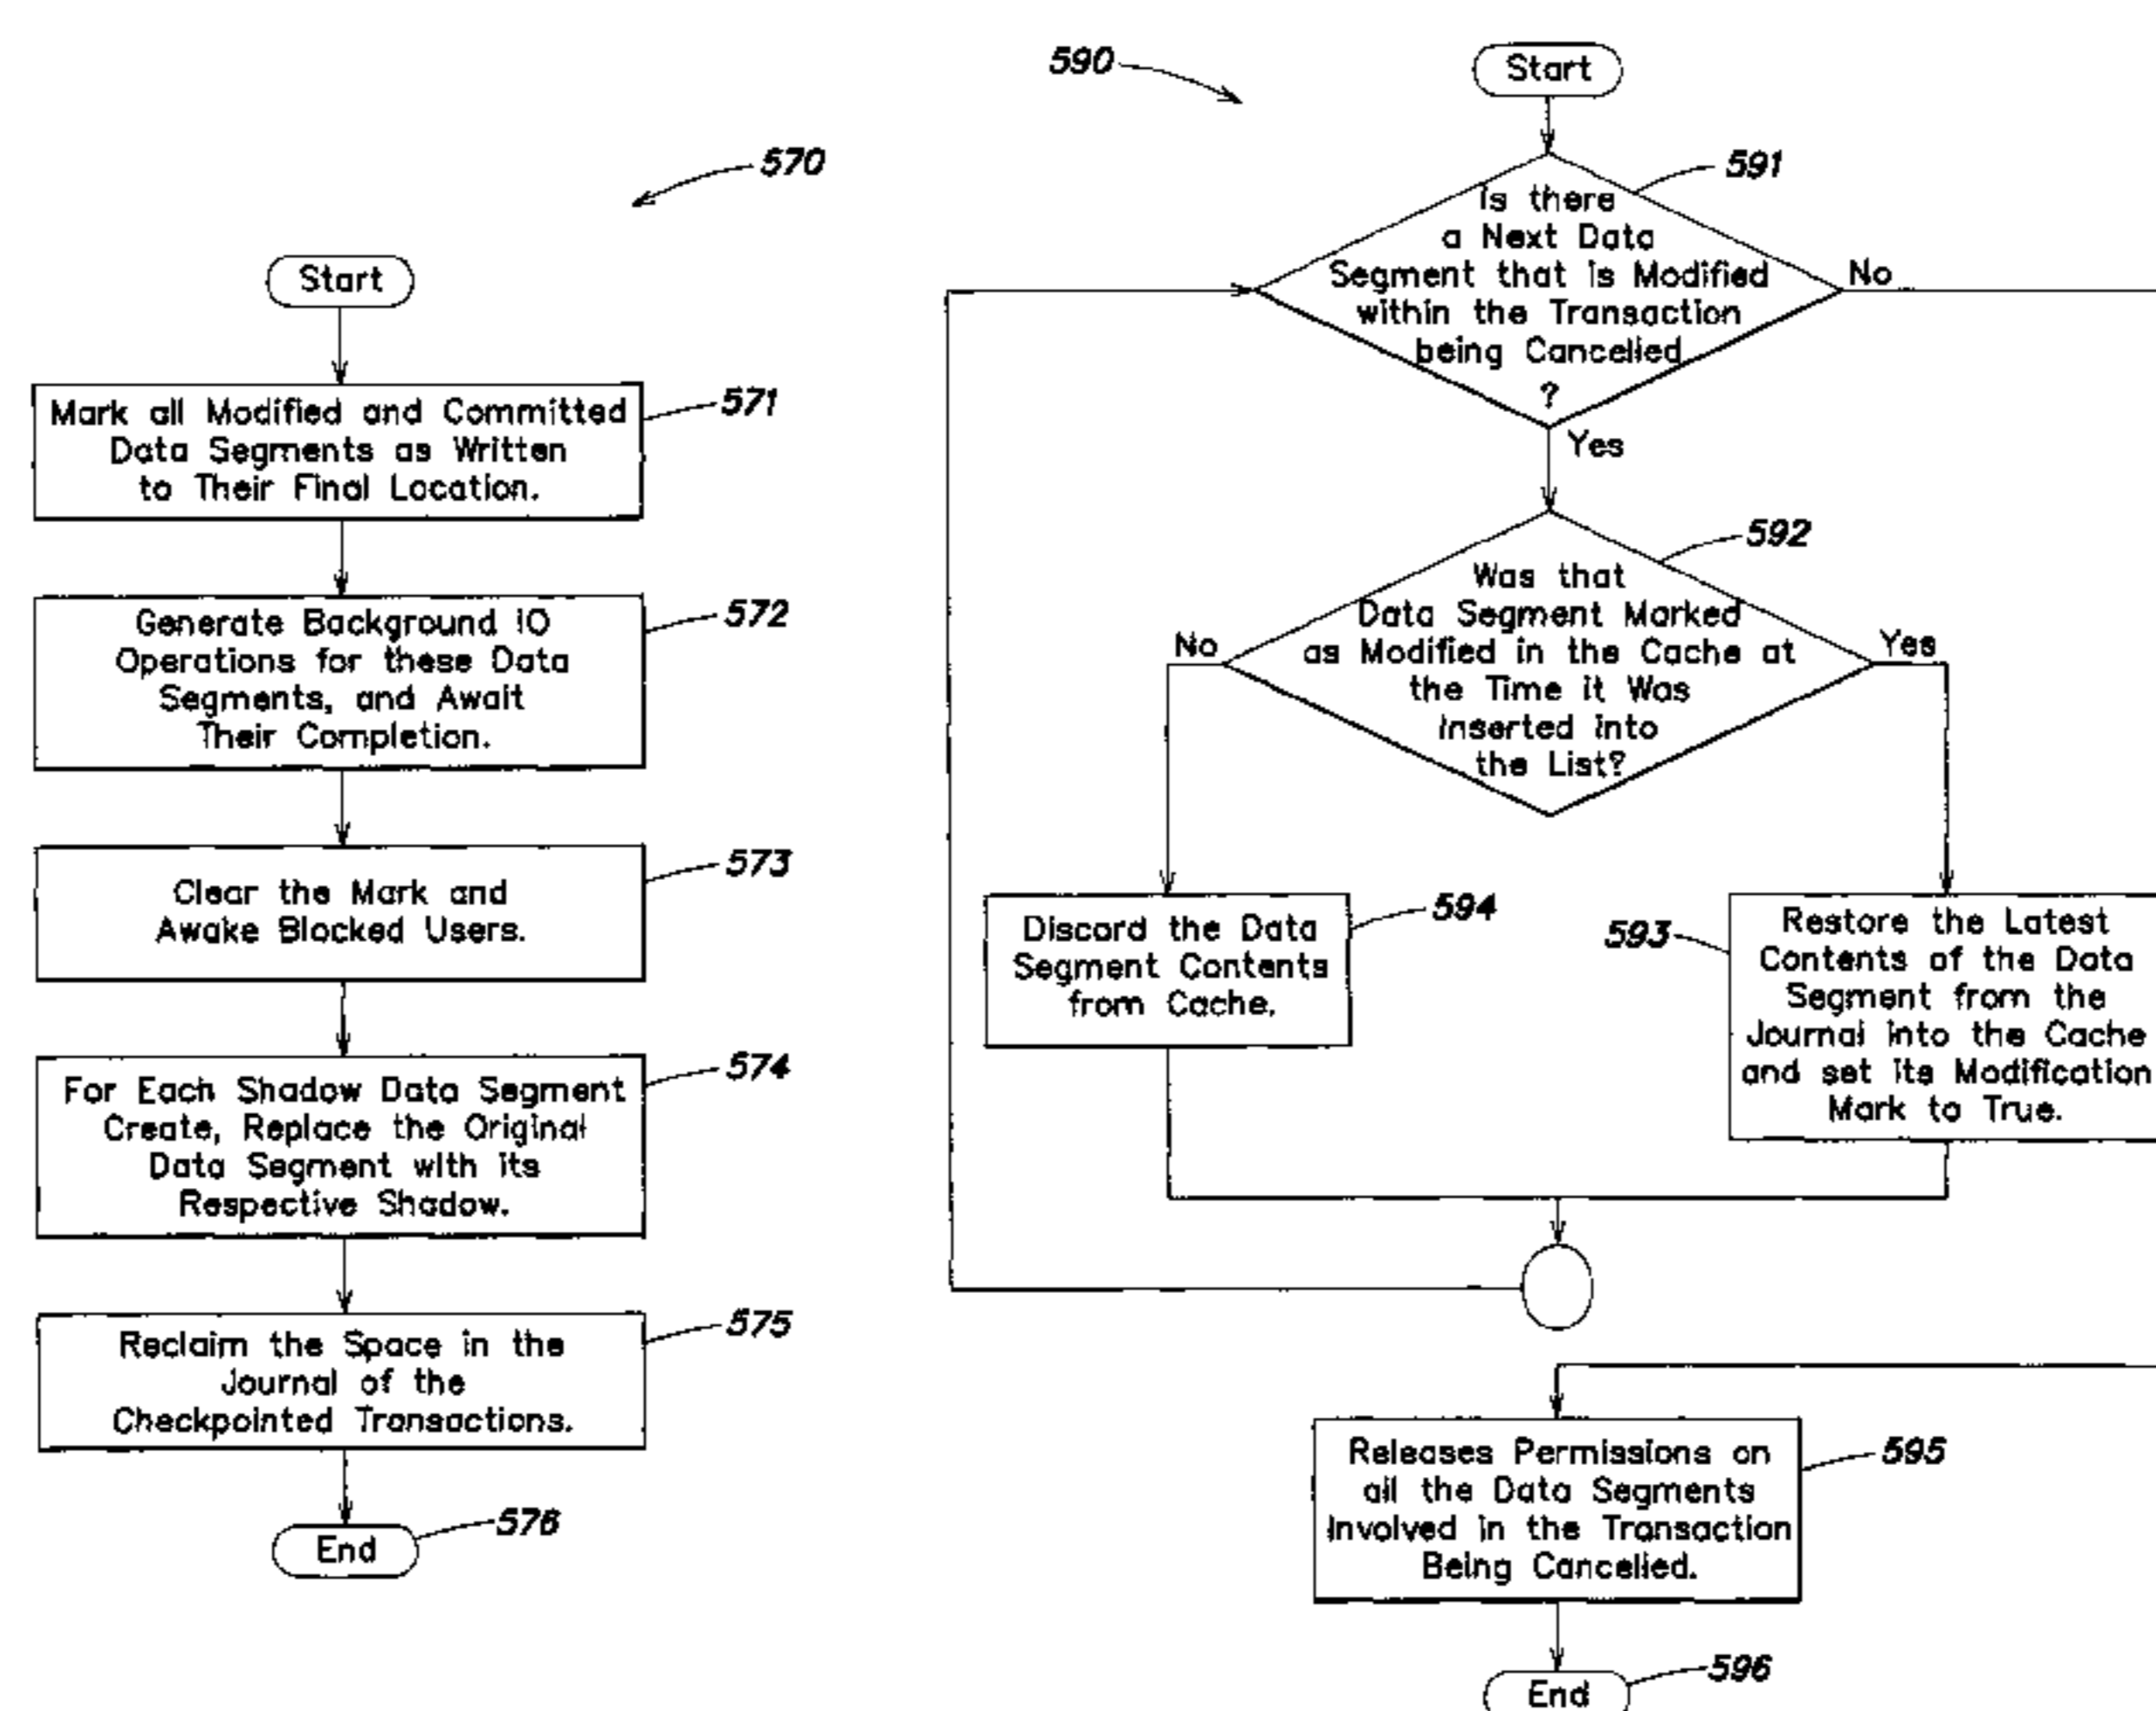 570
Start
Mark all Modified and Committed
Data Segments as Written
to Their Final Location.
571
Generate Background IO
Operations for these Data
Segments, and Await
Their Completion.
572
Clear the Mark and
Awake Blocked Users.
573
For Each Shadow Data Segment
Create, Replace the Original
Data Segment with its
Respective Shadow.
574
Reclaim the Space in the
Journal of the
Checkpointed Transactions.
575
End
576
590
Start
591
Is there
a Next Data
Segment that is Modified
within the Transaction
being Cancelled
?
No
Yes
592
Was that
Data Segment Marked
as Modified in the Cache at
the Time it Was
Inserted into
the List?
No
Yes
Discard the Data
Segment Contents
from Cache.
594
593
Restore the Latest
Contents of the Data
Segment from the
Journal into the Cache
and set its Modification
Mark to True.
Releases Permissions on
all the Data Segments
Involved in the Transaction
Being Cancelled.
595
End
596